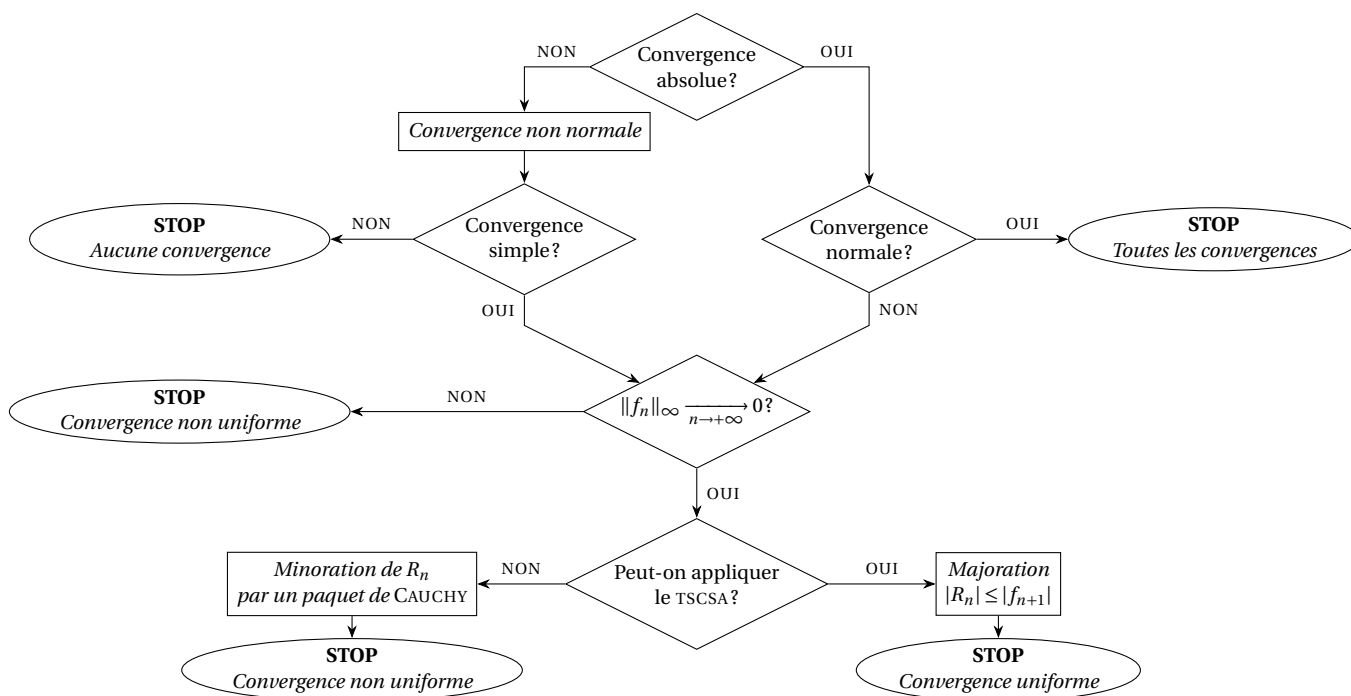 Convergence
absolue ?
NON
OUI
Convergence non normale
STOP
Aucune convergence
NON
Convergence
simple ?
Convergence
normale ?
OUI
STOP
Toutes les convergences
OUI
NON
STOP
Convergence non uniforme
NON
‖fₙ‖∞ ⟶ 0 ?
n→+∞
OUI
Minoration de Rₙ
par un paquet de CAUCHY
NON
Peut-on appliquer
le TSCSA ?
OUI
Majoration
|Rₙ| ≤ |fₙ₊₁|
STOP
Convergence non uniforme
STOP
Convergence uniforme